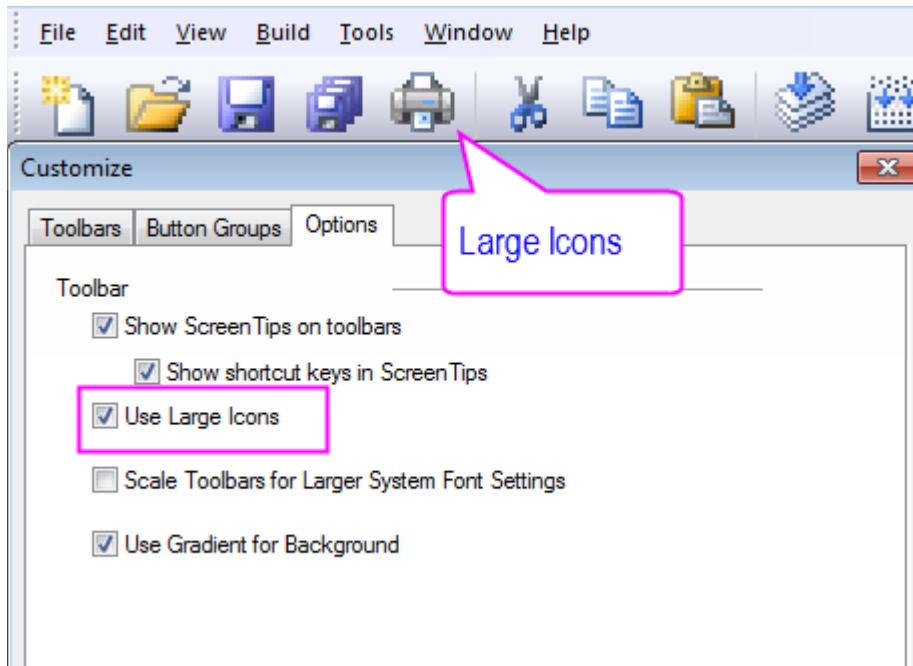 File Edit View Build Tools Window Help
Customize
Toolbars Button Groups Options
Large Icons
Toolbar
Show ScreenTips on toolbars
Show shortcut keys in ScreenTips
Use Large Icons
Scale Toolbars for Larger System Font Settings
Use Gradient for Background